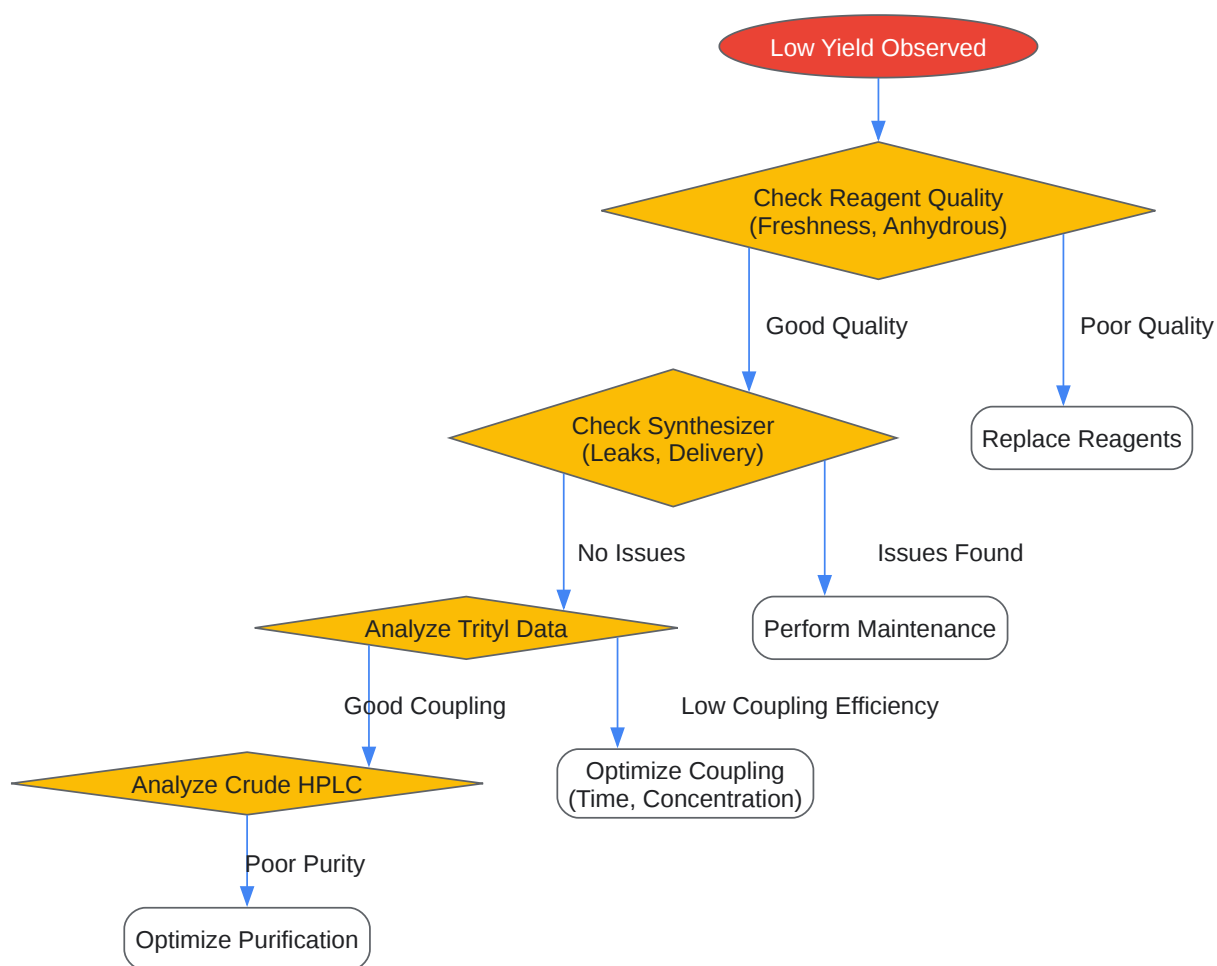 Low Yield Observed
Check Reagent Quality
(Freshness, Anhydrous)
Good Quality
Poor Quality
Check Synthesizer
(Leaks, Delivery)
Replace Reagents
No Issues
Issues Found
Analyze Trityl Data
Perform Maintenance
Good Coupling
Low Coupling Efficiency
Analyze Crude HPLC
Optimize Coupling
(Time, Concentration)
Poor Purity
Optimize Purification